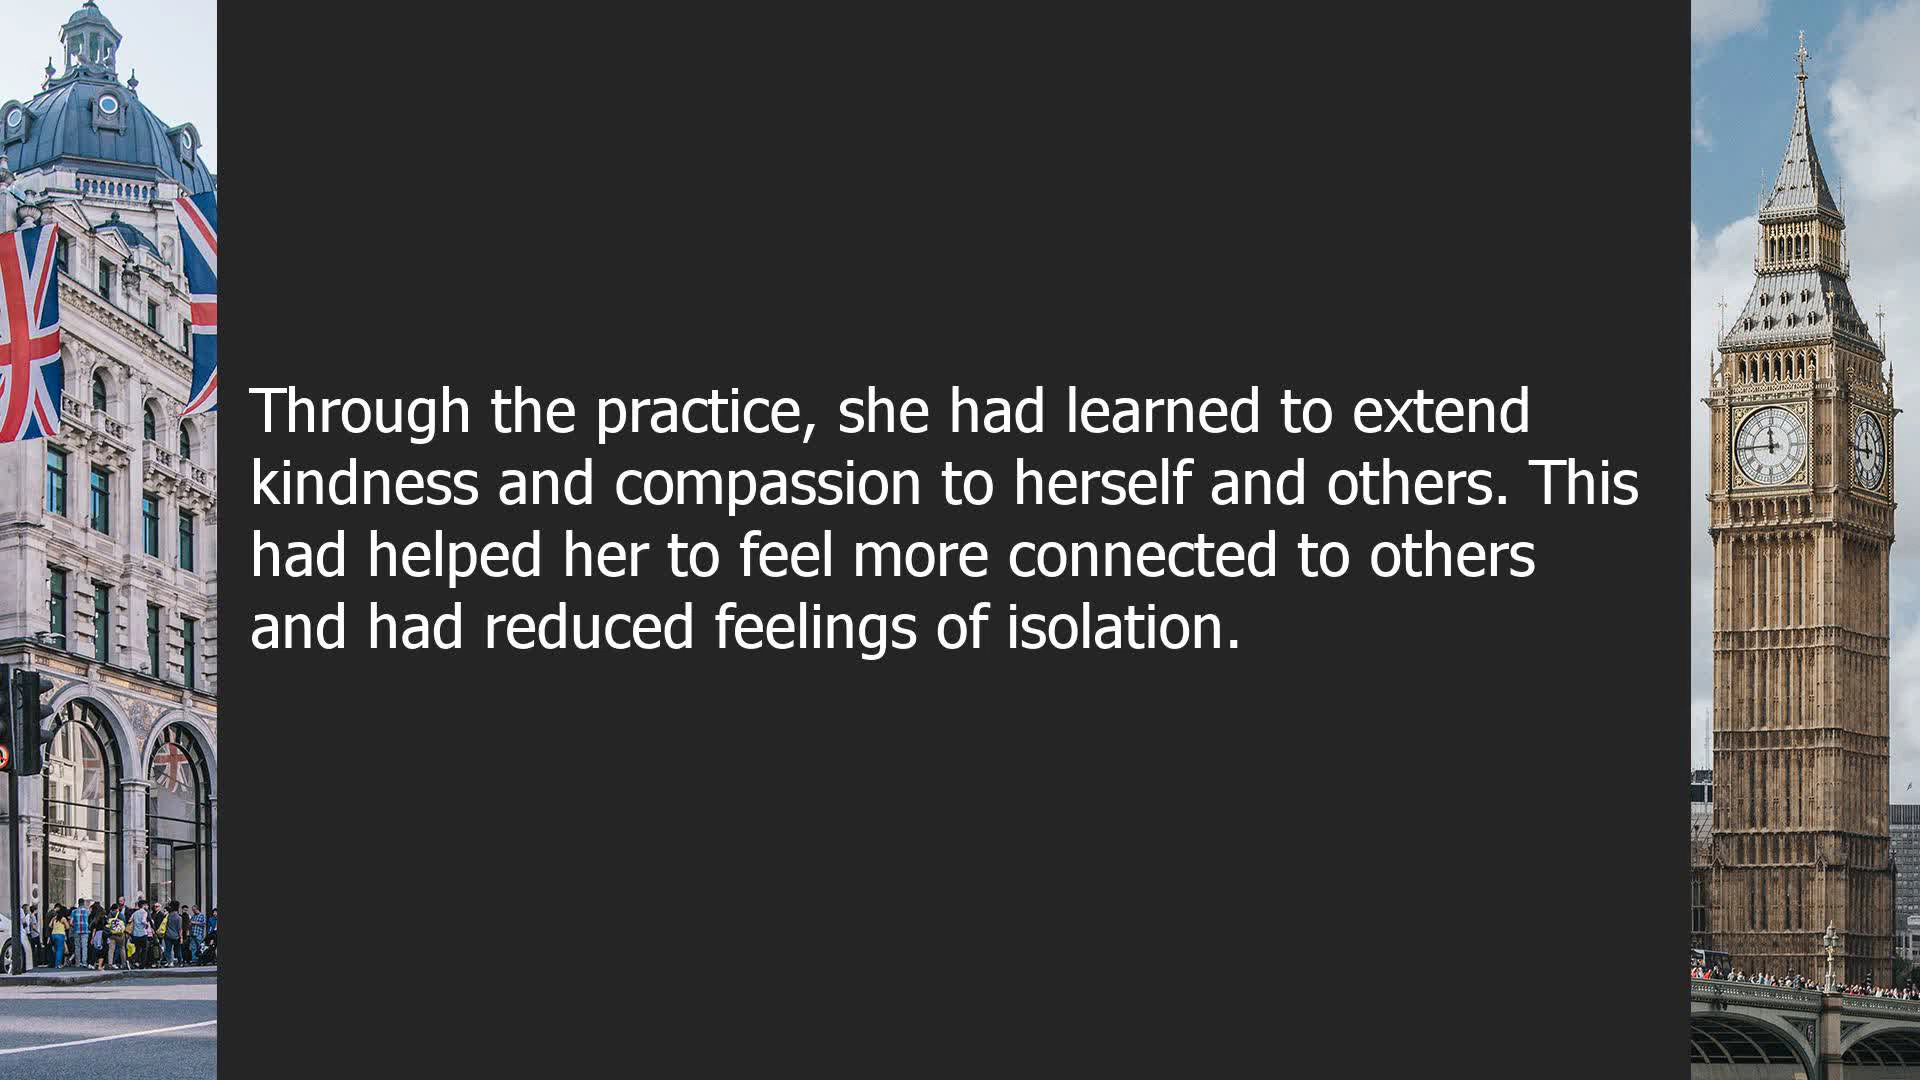 Through the practice, she had learned to extend
kindness and compassion to herself and others. This
had helped her to feel more connected to others
and had reduced feelings of isolation.